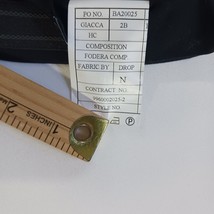 PO NO. BA20025
GIACCA 2B
HC
COMPOSITION
FODERA COMP
FABRIC BY DROP
N
CONTRACT NO.
STYLE NO
P
INCHES
1
2